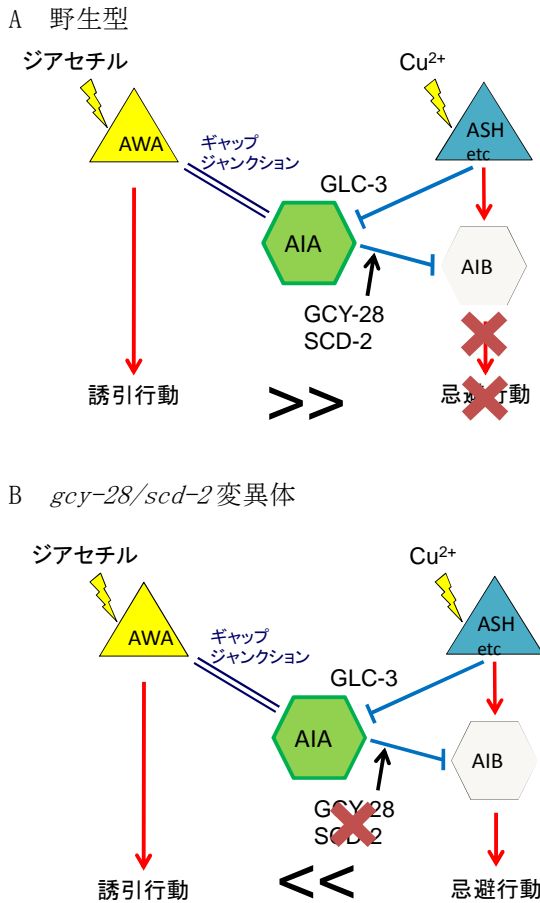 A 野生型
ジアセチル
Cu²⁺
AWA
ギャップ
ジャンクション
ASH
etc
GLC-3
AIA
AIB
GCY-28
SCD-2
誘引行動
>>
忌避行動
B gcy-28/scd-2変異体
ジアセチル
Cu²⁺
AWA
ギャップ
ジャンクション
ASH
etc
GLC-3
AIA
AIB
GCY-28
SCD-2
誘引行動
<<
忌避行動